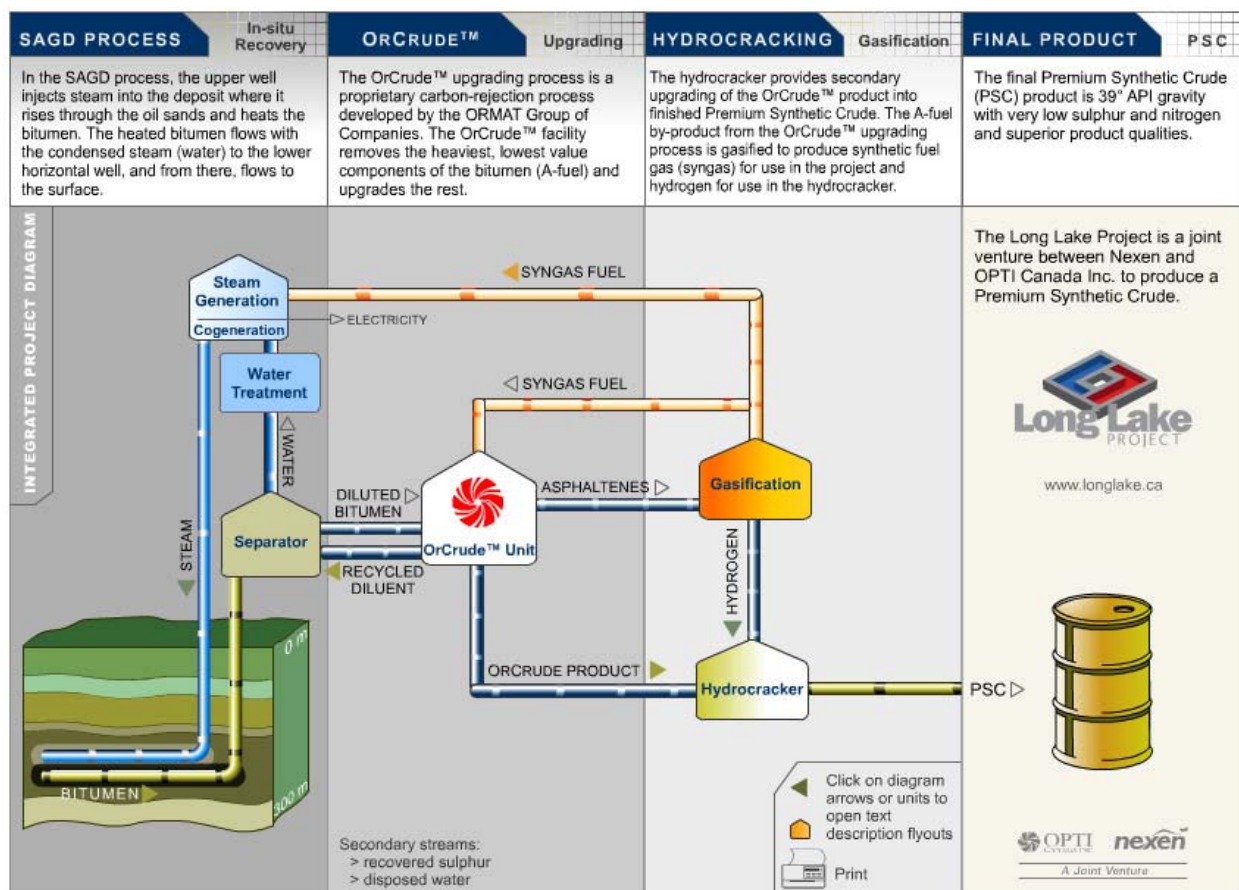 SAGD PROCESS
In-situ
Recovery
ORCRUDE™
Upgrading
HYDROCRACKING
Gasification
FINAL PRODUCT
PSC
In the SAGD process, the upper well
injects steam into the deposit where it
rises through the oil sands and heats the
bitumen. The heated bitumen flows with
the condensed steam (water) to the lower
horizontal well, and from there, flows to
the surface.
The OrCrude™ upgrading process is a
proprietary carbon-rejection process
developed by the ORMAT Group of
Companies. The OrCrude™ facility
removes the heaviest, lowest value
components of the bitumen (A-fuel) and
upgrades the rest.
The hydrocracker provides secondary
upgrading of the OrCrude™ product into
finished Premium Synthetic Crude. The A-fuel
by-product from the OrCrude™ upgrading
process is gasified to produce synthetic fuel
gas (syngas) for use in the project and
hydrogen for use in the hydrocracker.
The final Premium Synthetic Crude
(PSC) product is 39° API gravity
with very low sulphur and nitrogen
and superior product qualities.
INTEGRATED PROJECT DIAGRAM
Steam
Generation
Cogeneration
ELECTRICITY
SYNGAS FUEL
Water
Treatment
SYNGAS FUEL
WATER
STEAM
Separator
DILUTED
BITUMEN
RECYCLED
DILUENT
OrCrude™ Unit
ASPHALTENES
Gasification
HYDROGEN
ORCRUDE PRODUCT
Hydrocracker
PSC
0 m
300 m
BITUMEN
Secondary streams:
> recovered sulphur
> disposed water
Click on diagram
arrows or units to
open text
description flyouts
Print
The Long Lake Project is a joint
venture between Nexen and
OPTI Canada Inc. to produce a
Premium Synthetic Crude.
Long Lake
PROJECT
www.longlake.ca
OPTI
CANADA INC.
nexen
A Joint Venture